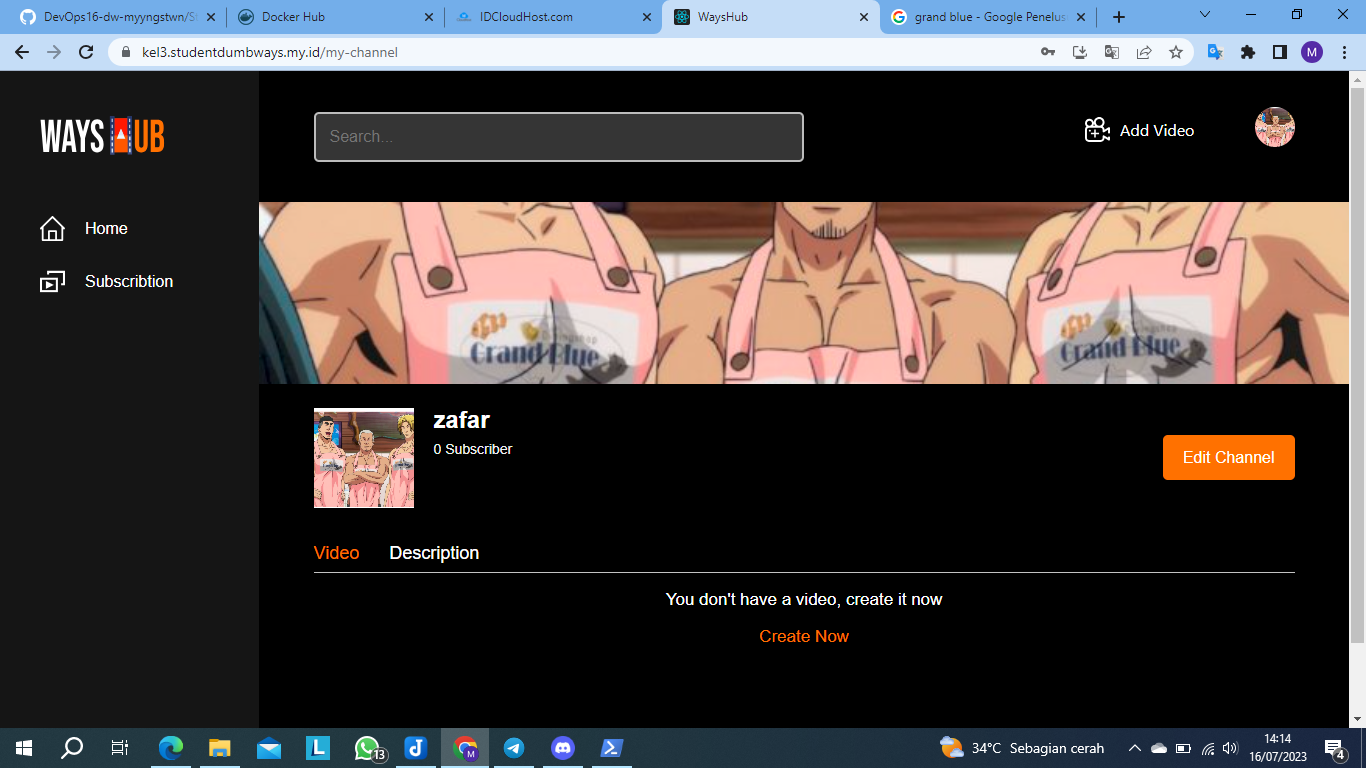 DevOps16-dw-myyngstwn/St
Docker Hub
IDCloudHost.com
WaysHub
grand blue - Google Penelus
kel3.studentdumbways.my.id/my-channel
M
WAYS HUB
Search...
Add Video
Home
Subscribtion
Grand Blue
Grand Blue
zafar
0 Subscriber
Edit Channel
Video
Description
You don't have a video, create it now
Create Now
L
13
M
34°C Sebagian cerah
14:14
16/07/2023
4